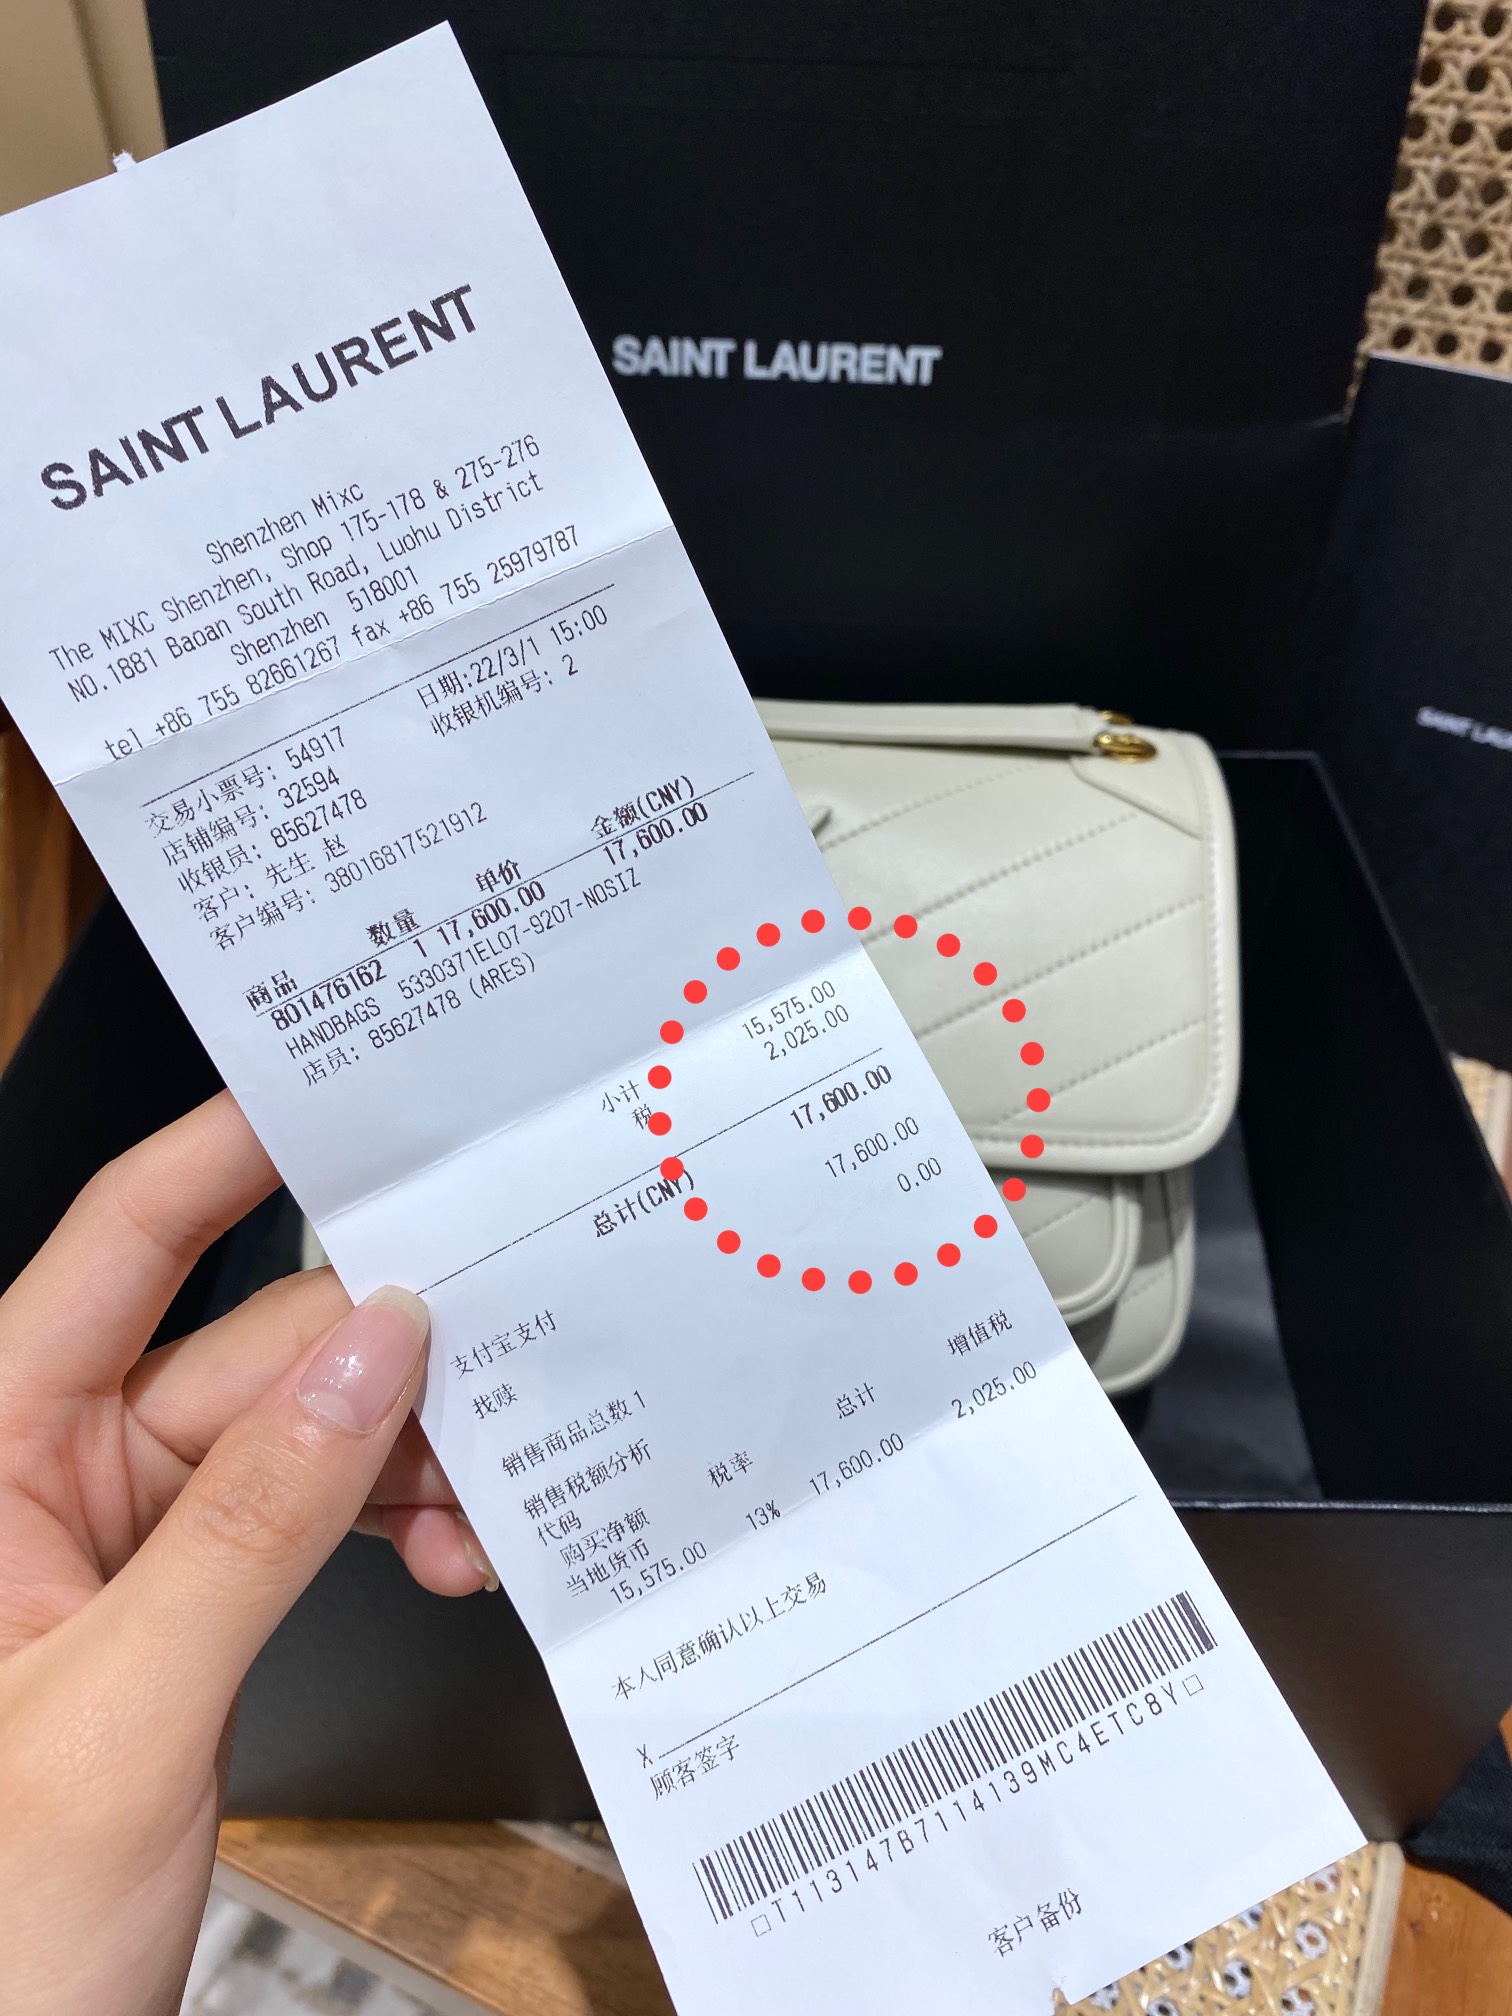 SAINT LAURENT
Shenzhen Mixc
The MIXC Shenzhen, Shop 175-178 & 275-276
NO.1881 Baoan South Road, Luohu District
Shenzhen 518001
tel +86 755 82661267 fax +86 755 25979787
日期:22/3/1 15:00
交易小票号: 54917 收银机编号: 2
店铺编号: 32594
收银员: 85627478
客户: 先生 赵
客户编号: 38016817521912
商品 数量 单价 金额(CNY)
801476162 1 17,600.00 17,600.00
HANDBAGS 5330371EL07-9207-NOSIZ
店员: 85627478 (ARES)
小计 15,575.00
税 2,025.00
总计(CNY) 17,600.00
支付宝支付 17,600.00
找赎 0.00
销售商品总数 1
销售税额分析
代码 税率 总计 增值税
购买净额 13% 17,600.00 2,025.00
当地货币
15,575.00
本人同意确认以上交易
X
顾客签字
T113147B7114139MC4ETC8Y
客户备份
SAINT LAURENT
SAINT LAU